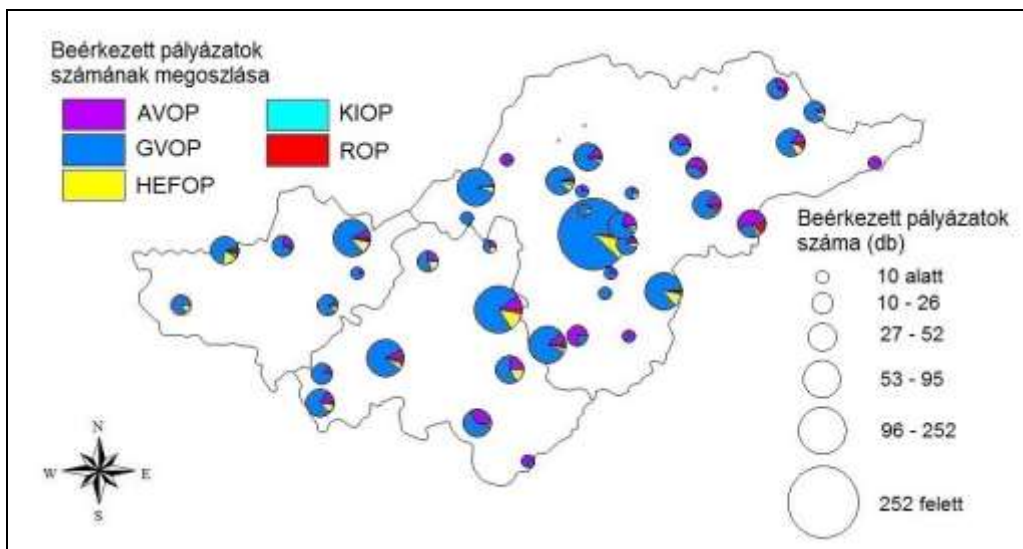 Beérkezett pályázatok
számának megoszlása
AVOP
KIOP
GVOP
ROP
HEFOP
Beérkezett pályázatok
száma (db)
10 alatt
10 - 26
27 - 52
53 - 95
96 - 252
252 felett
N
W
E
S